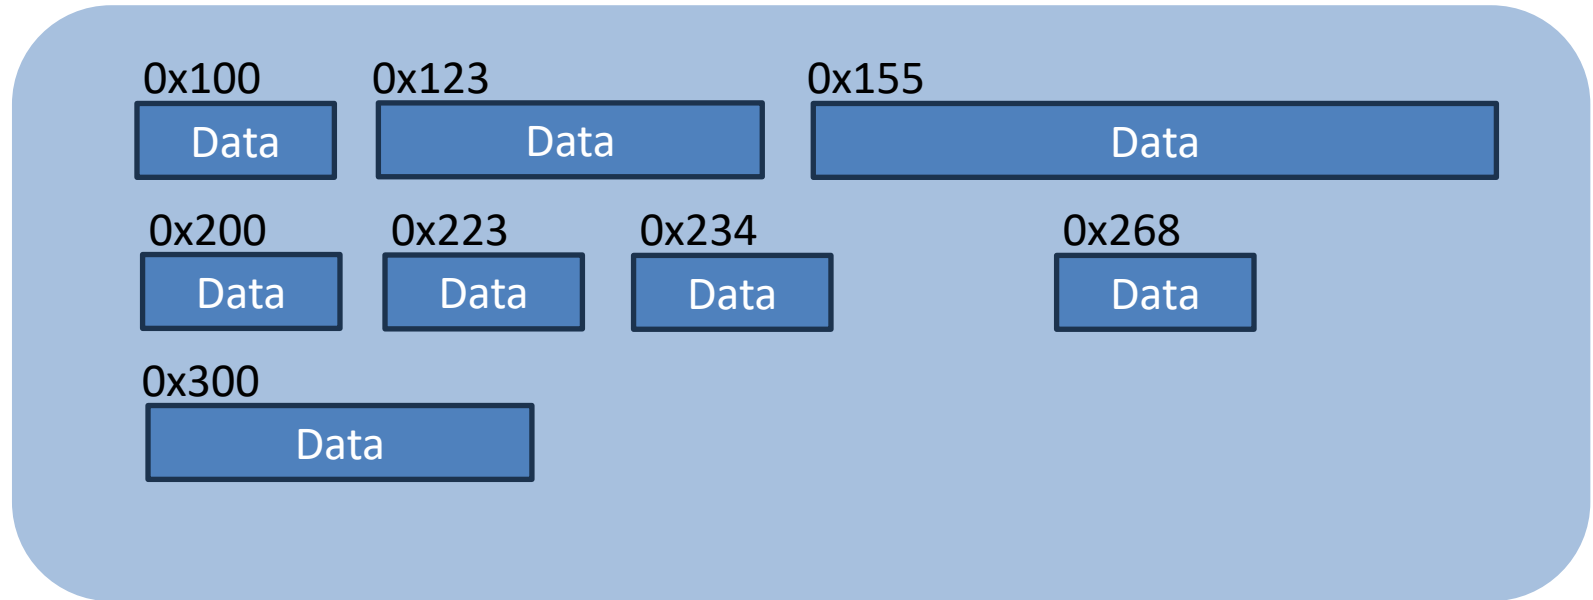 0x100 0x123 0x155
Data Data Data
0x200 0x223 0x234 0x268
Data Data Data Data
0x300
Data